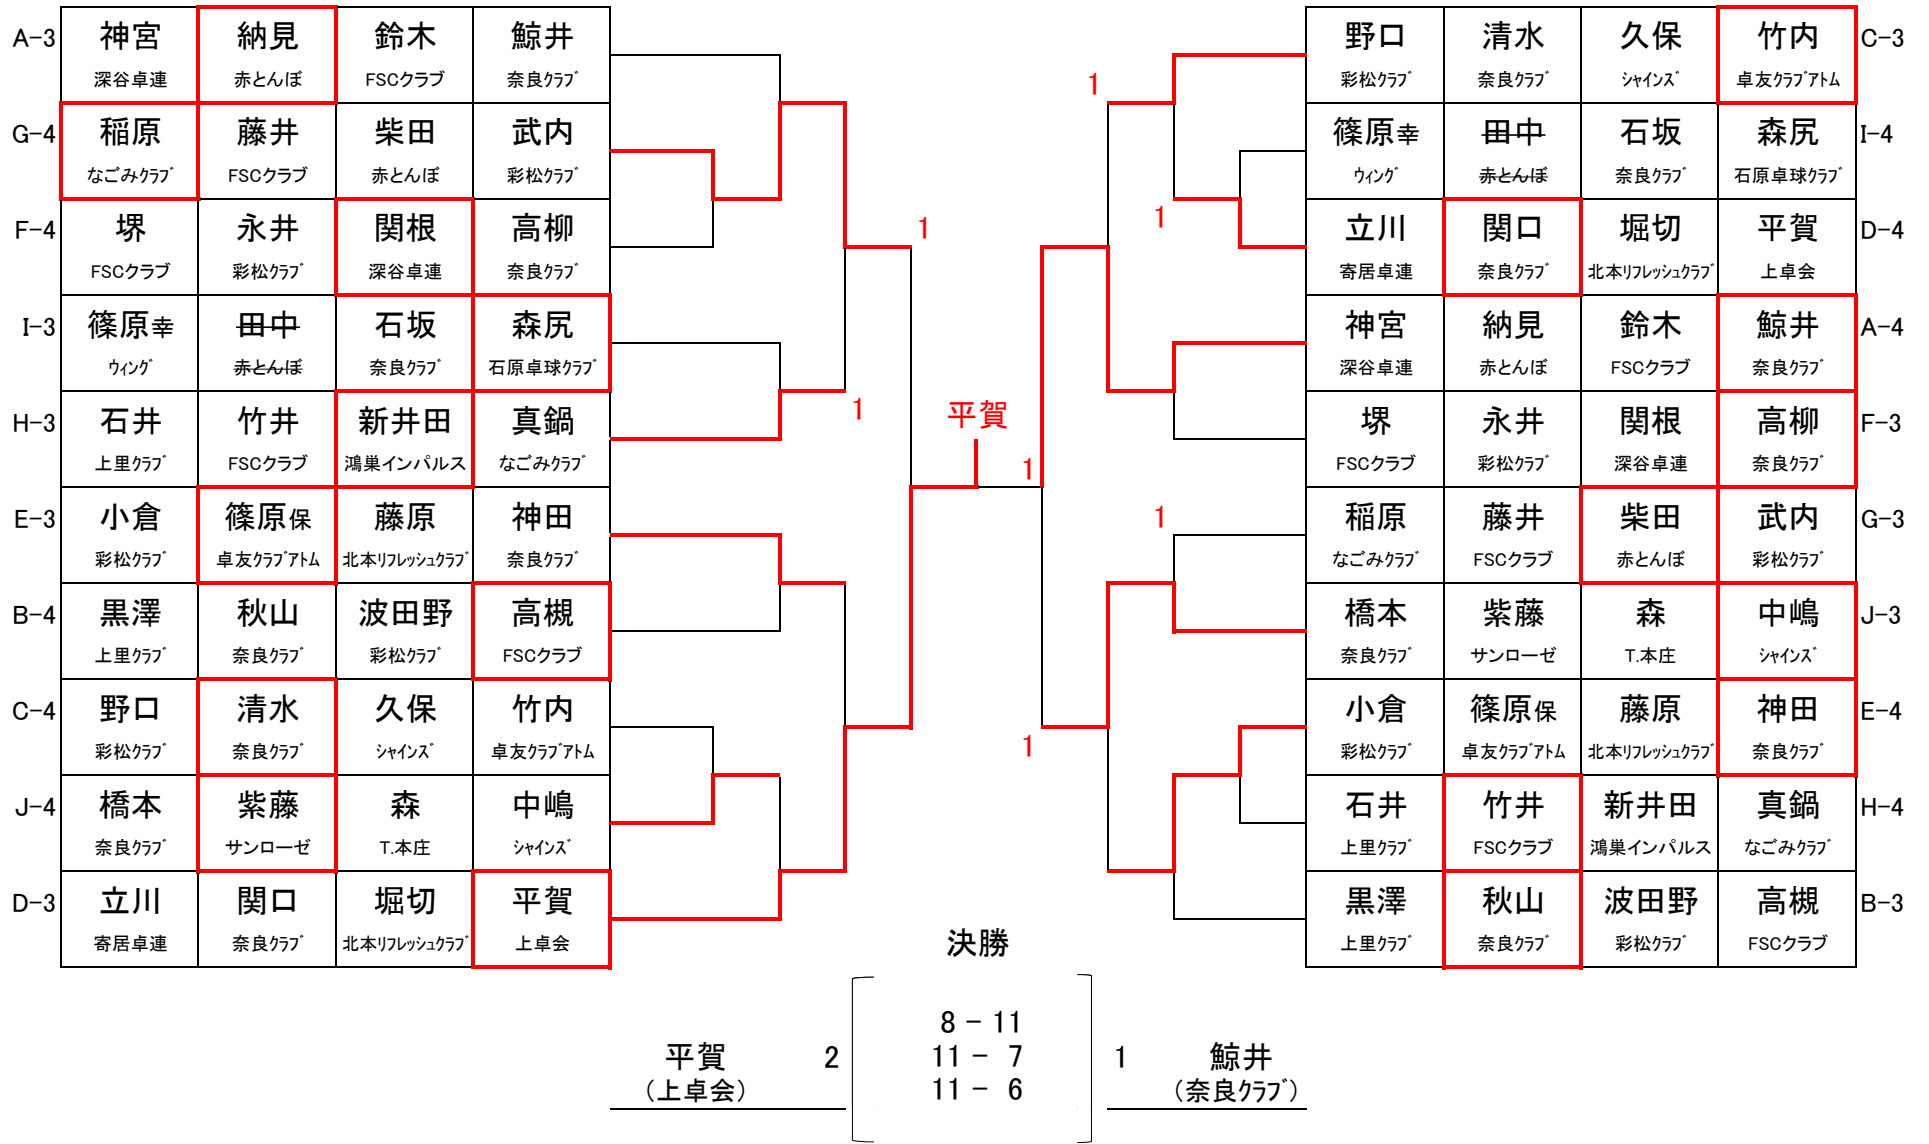 A-3 神宮 納見 鈴木 鯨井
深谷卓連 赤とんぼ FSCクラブ 奈良ｸﾗﾌﾞ
G-4 稲原 藤井 柴田 武内
なごみｸﾗﾌﾞ FSCクラブ 赤とんぼ 彩松ｸﾗﾌﾞ
F-4 堺 永井 関根 高柳
FSCクラブ 彩松ｸﾗﾌﾞ 深谷卓連 奈良ｸﾗﾌﾞ
I-3 篠原幸 田中 石坂 森尻
ｳｨﾝｸﾞ 赤とんぼ 奈良ｸﾗﾌﾞ 石原卓球ｸﾗﾌﾞ
H-3 石井 竹井 新井田 真鍋
上里ｸﾗﾌﾞ FSCクラブ 鴻巣インパルス なごみｸﾗﾌﾞ
E-3 小倉 篠原保 藤原 神田
彩松ｸﾗﾌﾞ 卓友ｸﾗﾌﾞｱﾄﾑ 北本ﾘﾌﾚｯｼｭｸﾗﾌﾞ 奈良ｸﾗﾌﾞ
B-4 黒澤 秋山 波田野 高槻
上里ｸﾗﾌﾞ 奈良ｸﾗﾌﾞ 彩松ｸﾗﾌﾞ FSCクラブ
C-4 野口 清水 久保 竹内
彩松ｸﾗﾌﾞ 奈良ｸﾗﾌﾞ ｼｬｲﾝｽﾞ 卓友ｸﾗﾌﾞｱﾄﾑ
J-4 橋本 紫藤 森 中嶋
奈良ｸﾗﾌﾞ サンローゼ T.本庄 ｼｬｲﾝｽﾞ
D-3 立川 関口 堀切 平賀
寄居卓連 奈良ｸﾗﾌﾞ 北本ﾘﾌﾚｯｼｭｸﾗﾌﾞ 上卓会
1
1
平賀
1
1
1
1
1
野口 清水 久保 竹内 C-3
彩松ｸﾗﾌﾞ 奈良ｸﾗﾌﾞ ｼｬｲﾝｽﾞ 卓友ｸﾗﾌﾞｱﾄﾑ
篠原幸 田中 石坂 森尻 I-4
ｳｨﾝｸﾞ 赤とんぼ 奈良ｸﾗﾌﾞ 石原卓球ｸﾗﾌﾞ
立川 関口 堀切 平賀 D-4
寄居卓連 奈良ｸﾗﾌﾞ 北本ﾘﾌﾚｯｼｭｸﾗﾌﾞ 上卓会
神宮 納見 鈴木 鯨井 A-4
深谷卓連 赤とんぼ FSCクラブ 奈良ｸﾗﾌﾞ
堺 永井 関根 高柳 F-3
FSCクラブ 彩松ｸﾗﾌﾞ 深谷卓連 奈良ｸﾗﾌﾞ
稲原 藤井 柴田 武内 G-3
なごみｸﾗﾌﾞ FSCクラブ 赤とんぼ 彩松ｸﾗﾌﾞ
橋本 紫藤 森 中嶋 J-3
奈良ｸﾗﾌﾞ サンローゼ T.本庄 ｼｬｲﾝｽﾞ
小倉 篠原保 藤原 神田 E-4
彩松ｸﾗﾌﾞ 卓友ｸﾗﾌﾞｱﾄﾑ 北本ﾘﾌﾚｯｼｭｸﾗﾌﾞ 奈良ｸﾗﾌﾞ
石井 竹井 新井田 真鍋 H-4
上里ｸﾗﾌﾞ FSCクラブ 鴻巣インパルス なごみｸﾗﾌﾞ
黒澤 秋山 波田野 高槻 B-3
上里ｸﾗﾌﾞ 奈良ｸﾗﾌﾞ 彩松ｸﾗﾌﾞ FSCクラブ
決勝
8 - 11
平賀 2 11 - 7 1 鯨井
(上卓会) 11 - 6 (奈良ｸﾗﾌﾞ)